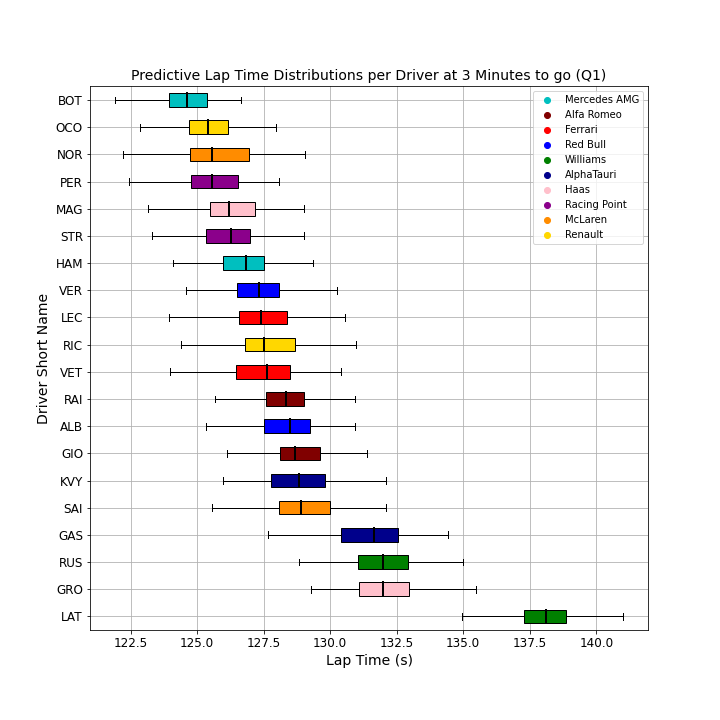 Predictive Lap Time Distributions per Driver at 3 Minutes to go (Q1)
Driver Short Name
BOT
OCO
NOR
PER
MAG
STR
HAM
VER
LEC
RIC
VET
RAI
ALB
GIO
KVY
SAI
GAS
RUS
GRO
LAT
Mercedes AMG
Alfa Romeo
Ferrari
Red Bull
Williams
AlphaTauri
Haas
Racing Point
McLaren
Renault
122.5 125.0 127.5 130.0 132.5 135.0 137.5 140.0
Lap Time (s)